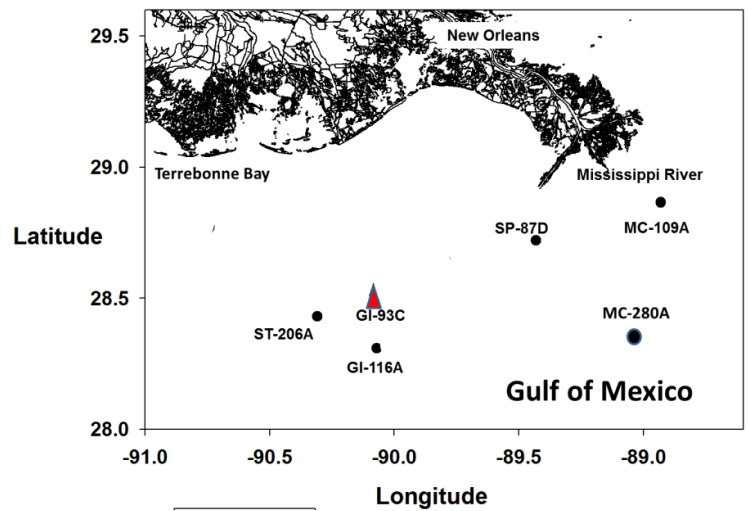 29.5
New Orleans
29.0
Terrebonne Bay
Mississippi River
SP-87D
MC-109A
Latitude
28.5
GI-93C
MC-280A
ST-206A
GI-116A
Gulf of Mexico
28.0
-91.0 -90.5 -90.0 -89.5 -89.0
Longitude